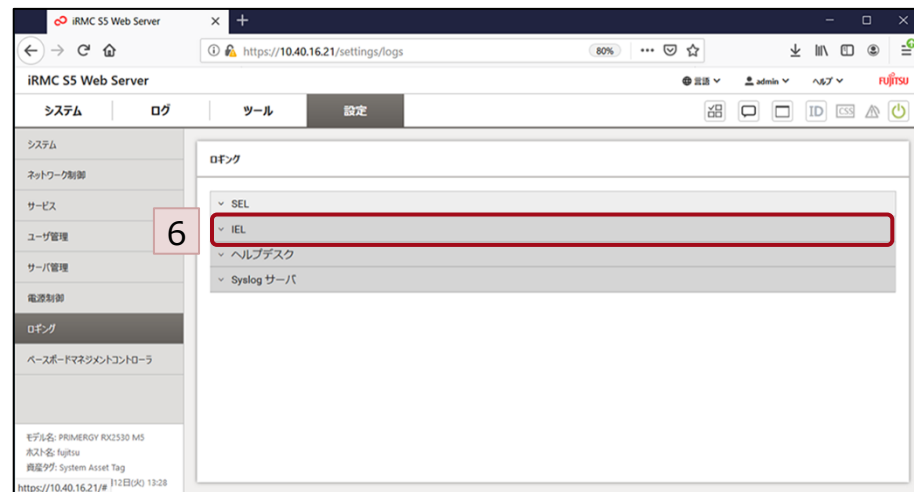 iRMC S5 Web Server
https://10.40.16.21/settings/logs
80%
iRMC S5 Web Server
言語
admin
ヘルプ
FUJITSU
システム
ログ
ツール
設定
ID
CSS
システム
ネットワーク制御
サービス
ユーザ管理
サーバ管理
電源制御
ロギング
ベースボードマネジメントコントローラ
ロギング
SEL
6
IEL
ヘルプデスク
Syslog サーバ
モデル名: PRIMERGY RX2530 M5
ホスト名: fujitsu
資産タグ: System Asset Tag
https://10.40.16.21/#
12日(火) 13:28